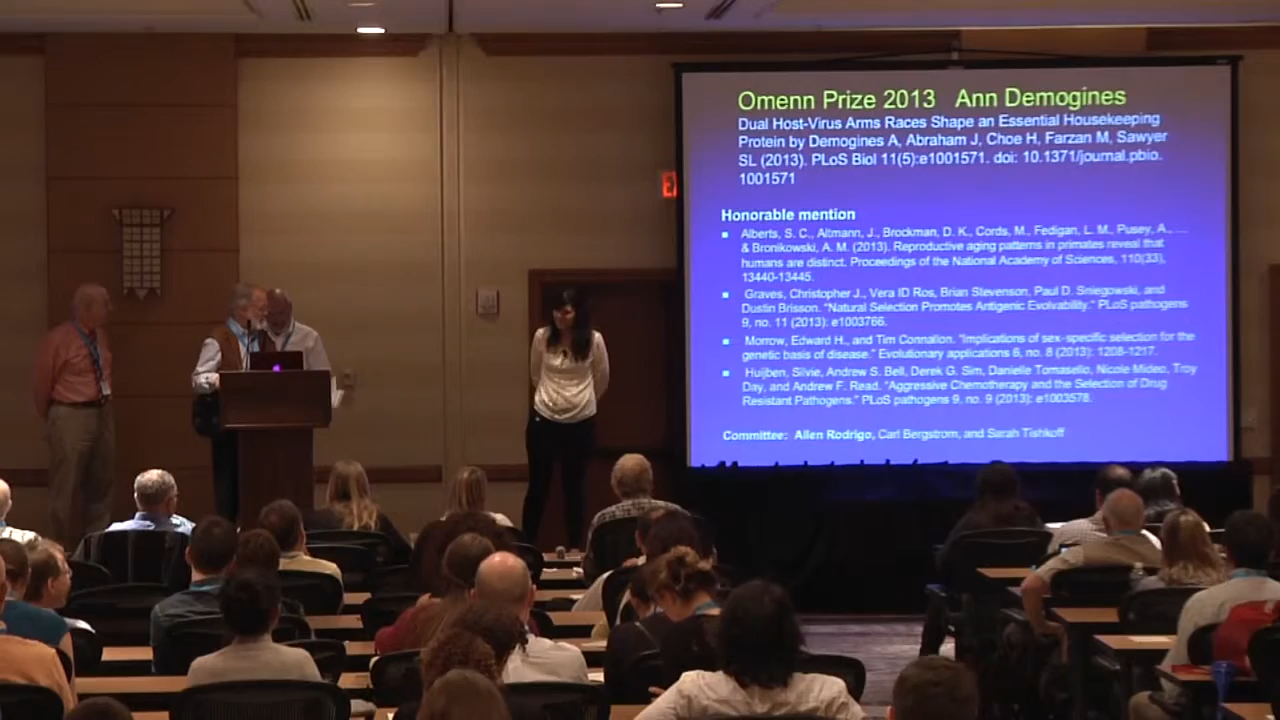 Omenn Prize 2013 Ann Demogines
Dual Host-Virus Arms Races Shape an Essential Housekeeping
Protein by Demogines A, Abraham J, Choe H, Farzan M, Sawyer
SL (2013). PLoS Biol 11(5):e1001571. doi: 10.1371/journal.pbio.
1001571
Honorable mention
Alberts, S. C., Altmann, J., Brockman, D. K., Cords, M., Fedigan, L. M., Pusey, A., …
& Bronikowski, A. M. (2013). Reproductive aging patterns in primates reveal that
humans are distinct. Proceedings of the National Academy of Sciences, 110(33),
13440-13445.
Graves, Christopher J., Vera ID Ros, Brian Stevenson, Paul D. Sniegowski, and
Dustin Brisson. "Natural Selection Promotes Antigenic Evolvability." PLoS pathogens
9, no. 11 (2013): e1003766.
Morrow, Edward H., and Tim Connallon. "Implications of sex-specific selection for the
genetic basis of disease." Evolutionary applications 6, no. 8 (2013): 1208-1217.
Huijben, Silvie, Andrew S. Bell, Derek G. Sim, Danielle Tomasello, Nicole Mideo, Troy
Day, and Andrew F. Read. "Aggressive Chemotherapy and the Selection of Drug
Resistant Pathogens." PLoS pathogens 9, no. 9 (2013): e1003578.
Committee: Allen Rodrigo, Carl Bergstrom, and Sarah Tishkoff